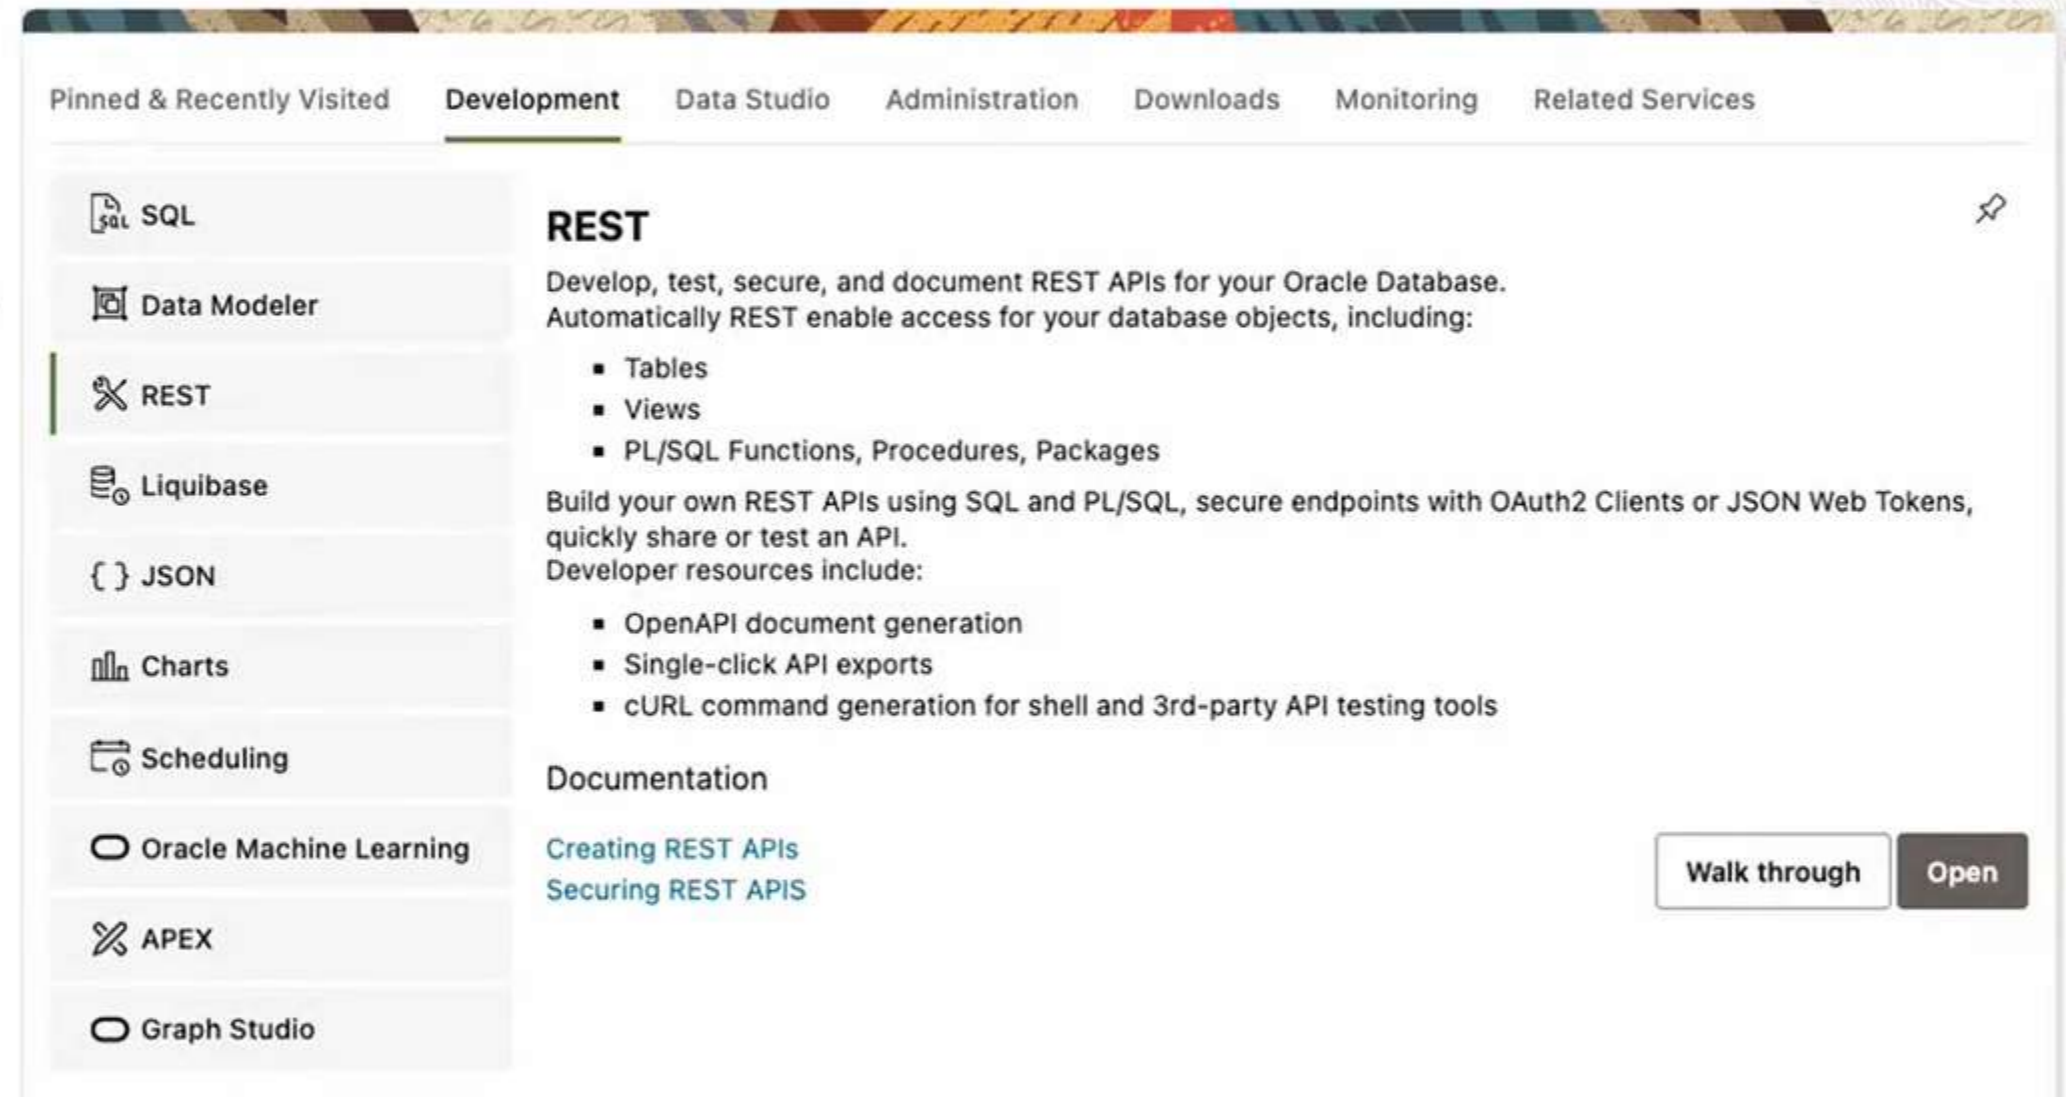 Pinned & Recently Visited Development Data Studio Administration Downloads Monitoring Related Services
SQL
Data Modeler
REST
Liquibase
{ } JSON
Charts
Scheduling
Oracle Machine Learning
APEX
Graph Studio
REST
Develop, test, secure, and document REST APIs for your Oracle Database.
Automatically REST enable access for your database objects, including:
▪ Tables
▪ Views
▪ PL/SQL Functions, Procedures, Packages
Build your own REST APIs using SQL and PL/SQL, secure endpoints with OAuth2 Clients or JSON Web Tokens,
quickly share or test an API.
Developer resources include:
▪ OpenAPI document generation
▪ Single-click API exports
▪ cURL command generation for shell and 3rd-party API testing tools
Documentation
Creating REST APIs
Securing REST APIS
Walk through Open